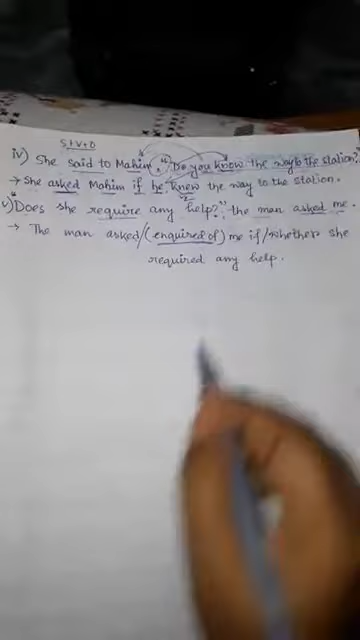 S+V+O
iv) She said to Mahim, "Do you know the way to the station?"
→ She asked Mahim if he knew the way to the station.
v) "Does she require any help?" the man asked me.
→ The man asked/(enquired of) me if/whether she
required any help.